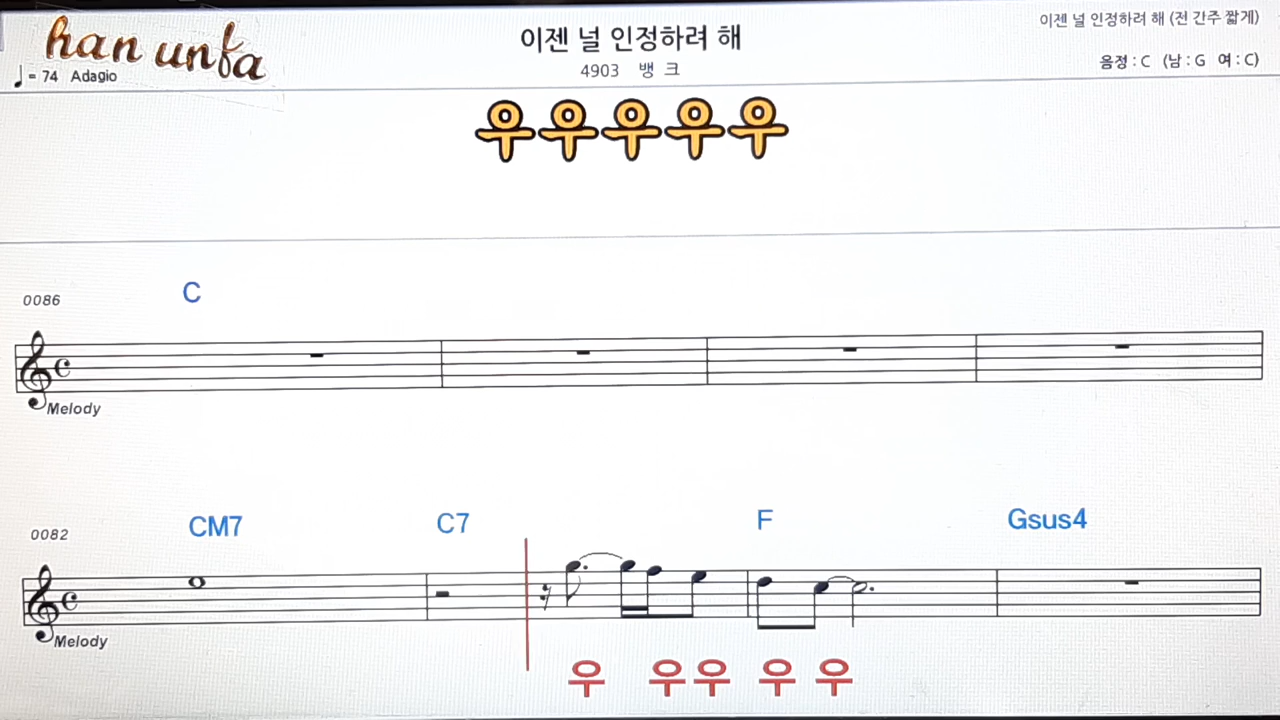 han unfa
이젠 널 인정하려 해
이젠 널 인정하려 해 (전 간주 짧게)
♩ = 74 Adagio
4903 뱅 크
음정 : C (남 : G 여 : C)
우우우우우
0086
C
Melody
0082
CM7 C7 F Gsus4
Melody
우 우 우 우 우